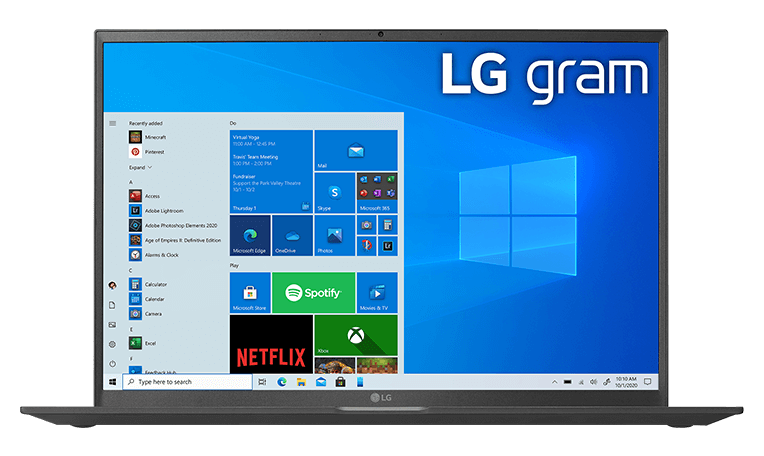 LG gram
Recently added
Minecraft
Pinterest
Expand
A
Access
Adobe Lightroom
Adobe Photoshop Elements 2020
Age of Empires II: Definitive Edition
Alarms & Clock
C
Calculator
Calendar
Camera
E
Excel
F
Feedback Hub
Do
Virtual Yoga
11:00 AM - 12:45 PM
Travis' Team Meeting
1:00 PM - 2:00 PM
Fundraiser
Support the Park Valley Theatre
10/1 - 10/2
Thursday 1
Mail
Skype
Microsoft 365
Microsoft Edge
OneDrive
Photos
Play
Microsoft Store
Spotify
Movies & TV
NETFLIX
Xbox
Type here to search
10:10 AM
10/1/2020
LG